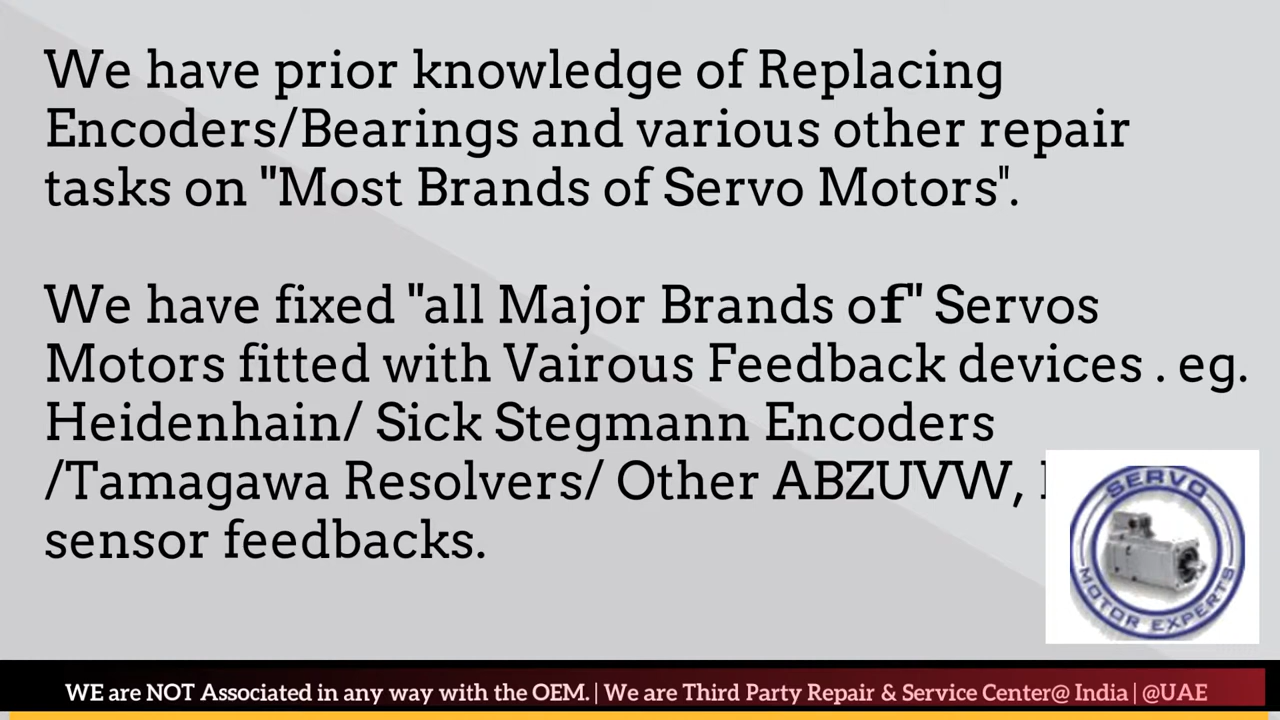 We have prior knowledge of Replacing
Encoders/Bearings and various other repair
tasks on "Most Brands of Servo Motors".
We have fixed "all Major Brands of" Servos
Motors fitted with Vairous Feedback devices . eg.
Heidenhain/ Sick Stegmann Encoders
/Tamagawa Resolvers/ Other ABZUVW,
sensor feedbacks.
SERVO
MOTOR EXPERTS
WE are NOT Associated in any way with the OEM. | We are Third Party Repair & Service Center@ India | @UAE